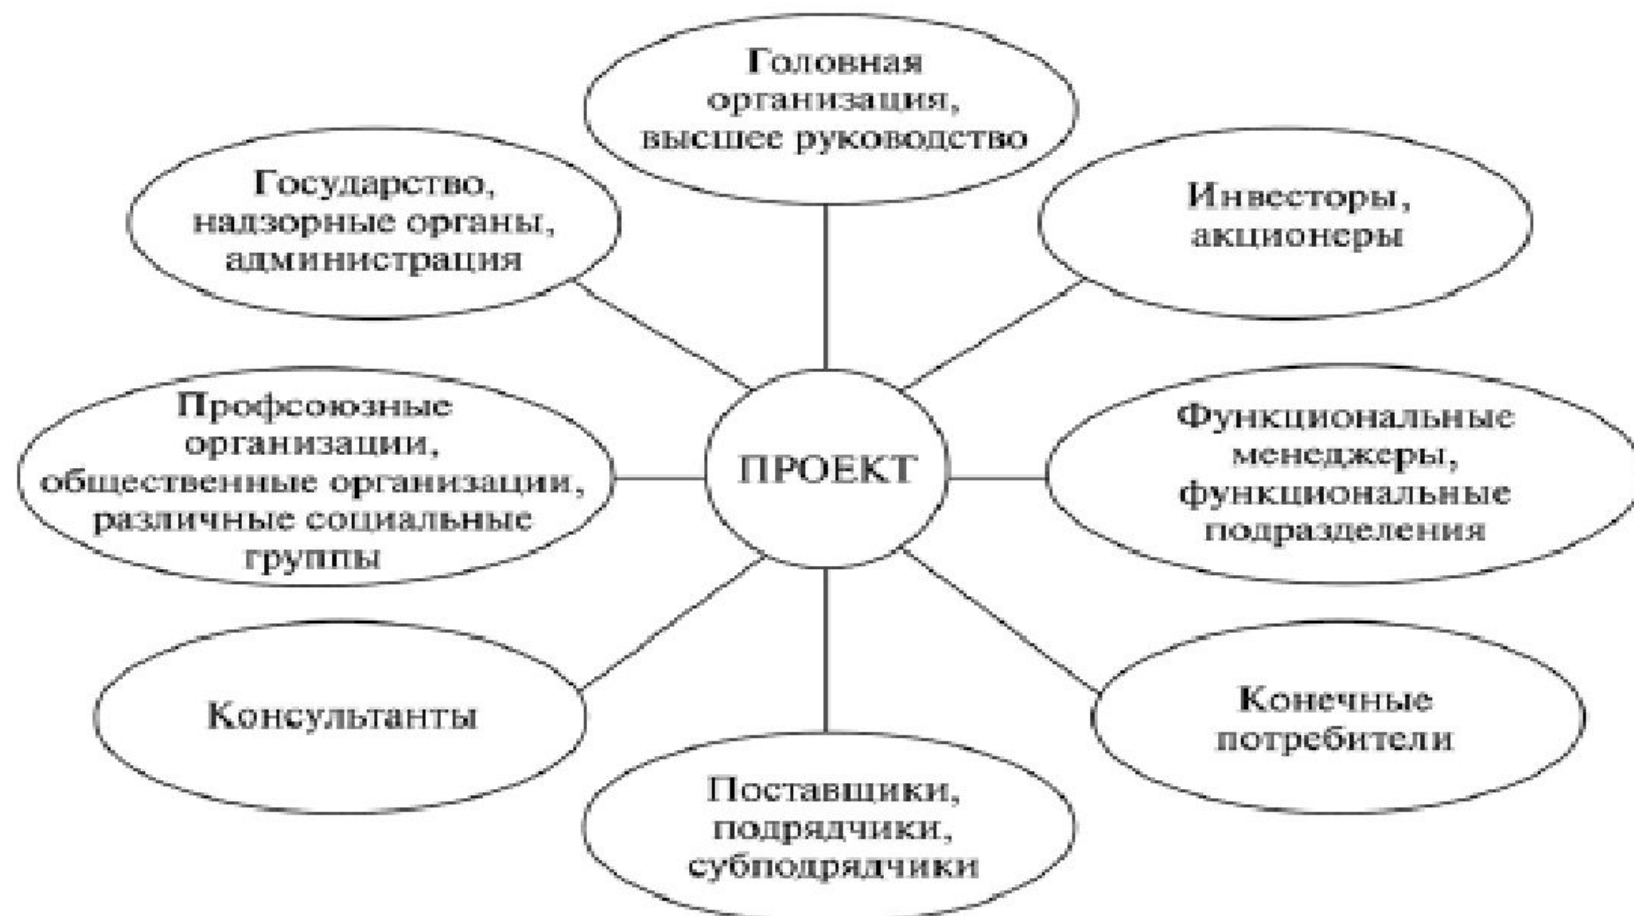 Головная
организация,
высшее руководство
Государство,
надзорные органы,
администрация
Инвесторы,
акционеры
Профсоюзные
организации,
общественные организации,
различные социальные
группы
ПРОЕКТ
Функциональные
менеджеры,
функциональные
подразделения
Консультанты
Конечные
потребители
Поставщики,
подрядчики,
субподрядчики